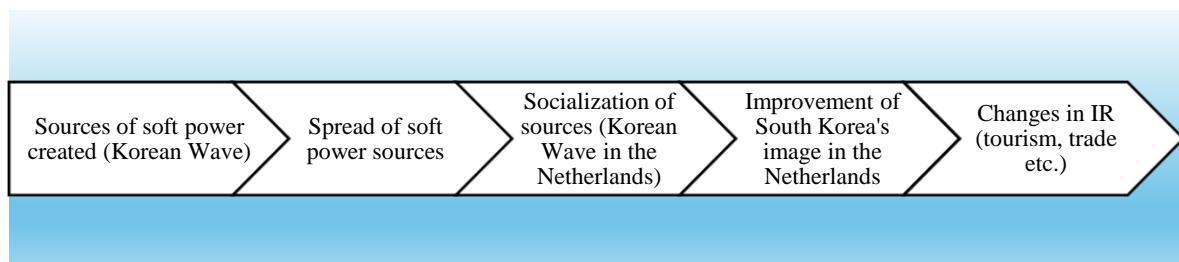 Sources of soft power
created (Korean Wave)
Spread of soft
power sources
Socialization of
sources (Korean
Wave in the
Netherlands)
Improvement of
South Korea's
image in the
Netherlands
Changes in IR
(tourism, trade
etc.)